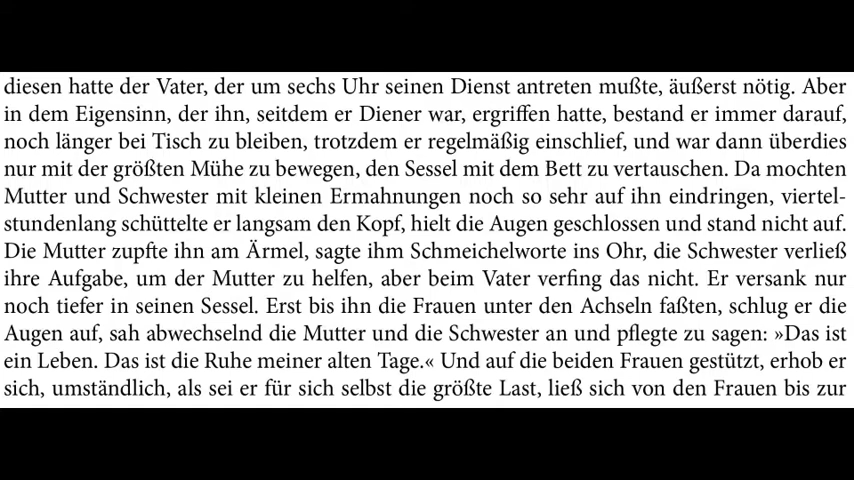 diesen hatte der Vater, der um sechs Uhr seinen Dienst antreten mußte, äußerst nötig. Aber
in dem Eigensinn, der ihn, seitdem er Diener war, ergriffen hatte, bestand er immer darauf,
noch länger bei Tisch zu bleiben, trotzdem er regelmäßig einschlief, und war dann überdies
nur mit der größten Mühe zu bewegen, den Sessel mit dem Bett zu vertauschen. Da mochten
Mutter und Schwester mit kleinen Ermahnungen noch so sehr auf ihn eindringen, viertel-
stundenlang schüttelte er langsam den Kopf, hielt die Augen geschlossen und stand nicht auf.
Die Mutter zupfte ihn am Ärmel, sagte ihm Schmeichelworte ins Ohr, die Schwester verließ
ihre Aufgabe, um der Mutter zu helfen, aber beim Vater verfing das nicht. Er versank nur
noch tiefer in seinen Sessel. Erst bis ihn die Frauen unter den Achseln faßten, schlug er die
Augen auf, sah abwechselnd die Mutter und die Schwester an und pflegte zu sagen: »Das ist
ein Leben. Das ist die Ruhe meiner alten Tage.« Und auf die beiden Frauen gestützt, erhob er
sich, umständlich, als sei er für sich selbst die größte Last, ließ sich von den Frauen bis zur